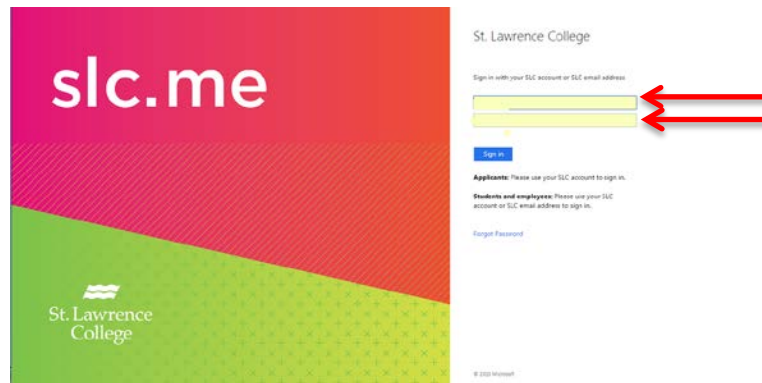 slc.me
St. Lawrence
College
St. Lawrence College
Sign in with your SLC account or SLC email address
Sign in
Applicants: Please use your SLC account to sign in.
Students and employees: Please use your SLC
account or SLC email address to sign in.
Forgot Password
Microsoft